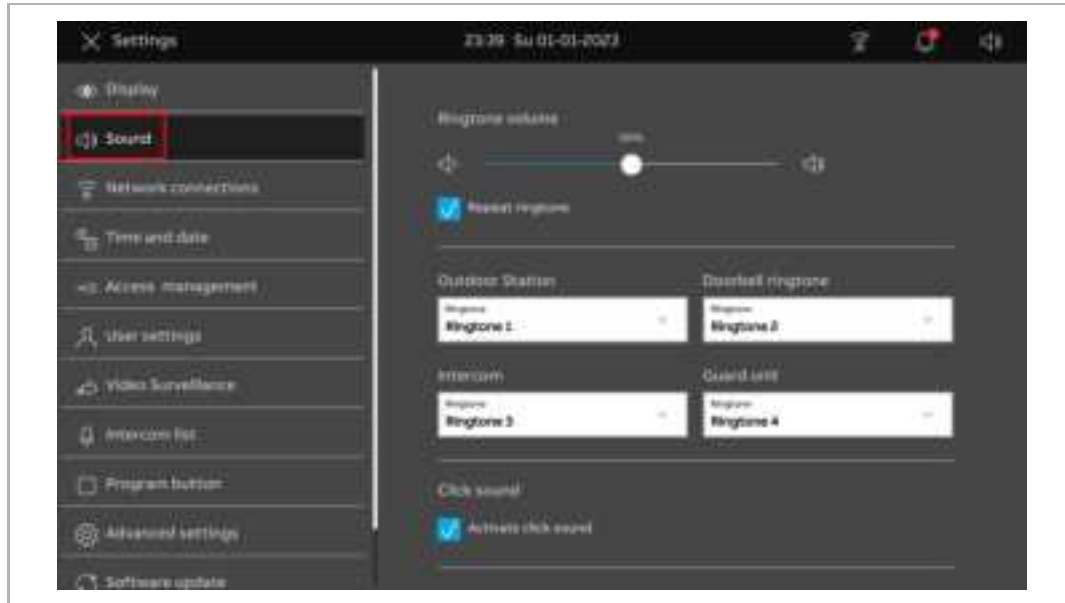 Settings
23:39 Su 01-01-2023
Display
Sound
Network connections
Time and date
Access management
User settings
Video Surveillance
Intercom list
Program button
Advanced settings
Software update
Ringtone volume
50%
Repeat ringtone
Outdoor Station
Ringtone
Ringtone 1
Doorbell ringtone
Ringtone
Ringtone 2
Intercom
Ringtone
Ringtone 3
Guard unit
Ringtone
Ringtone 4
Click sound
Activate click sound